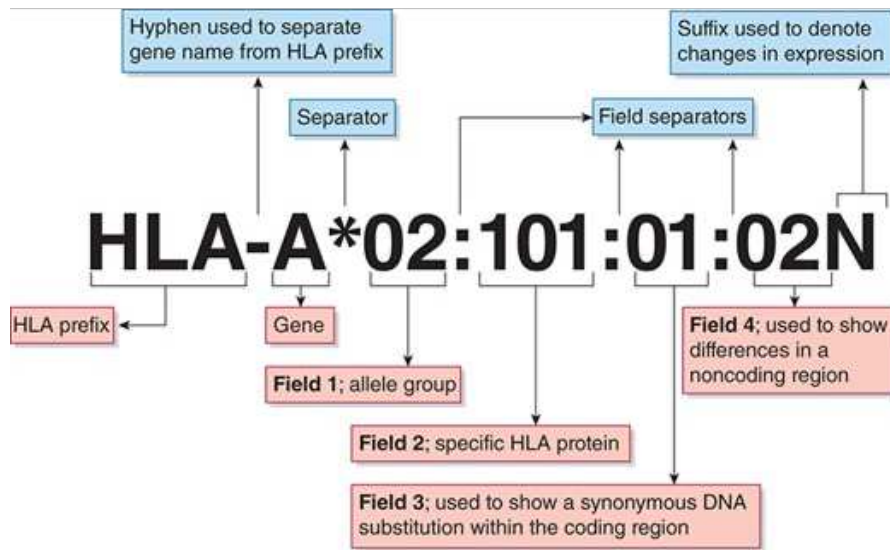 Hyphen used to separate
gene name from HLA prefix
Suffix used to denote
changes in expression
Separator
Field separators
HLA-A*02:101:01:02N
HLA prefix
Gene
Field 4; used to show
differences in a
noncoding region
Field 1; allele group
Field 2; specific HLA protein
Field 3; used to show a synonymous DNA
substitution within the coding region